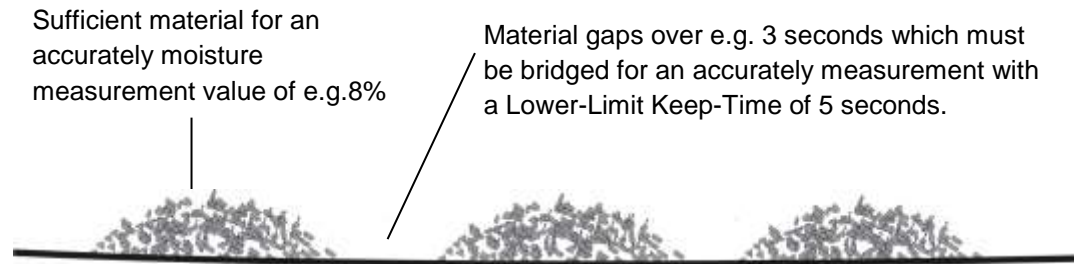 Sufficient material for an
accurately moisture
measurement value of e.g.8%
Material gaps over e.g. 3 seconds which must
be bridged for an accurately measurement with
a Lower-Limit Keep-Time of 5 seconds.